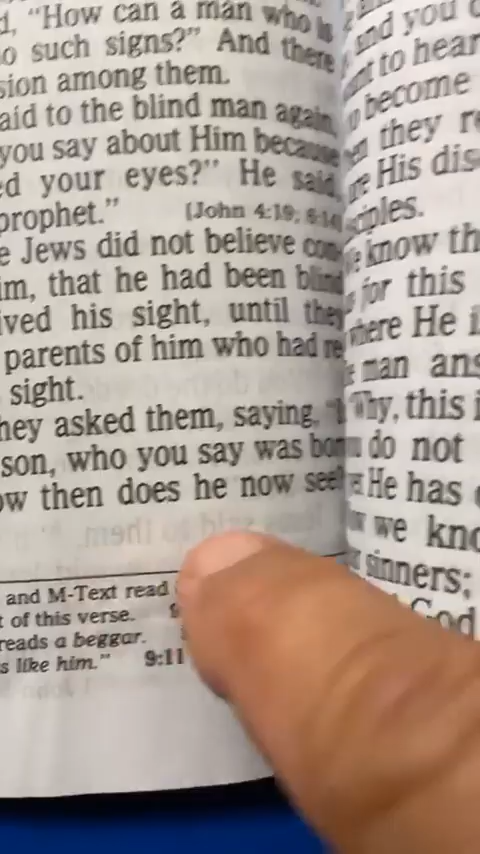 "How can a man who is
such signs?" And there
sion among them.
aid to the blind man again,
you say about Him because
ed your eyes?" He said,
prophet." [John 4:19; 6:14]
e Jews did not believe con-
im, that he had been blind
ived his sight, until they
parents of him who had re-
sight.
hey asked them, saying,
son, who you say was born
ow then does he now see?
and M-Text read
of this verse.
reads a beggar.
s like him." 9:11
and you
to hear
become
they
His dis
ciples.
know th
for this
where He i
man ans
Why, this i
do not
He has
we kno
sinners;
God